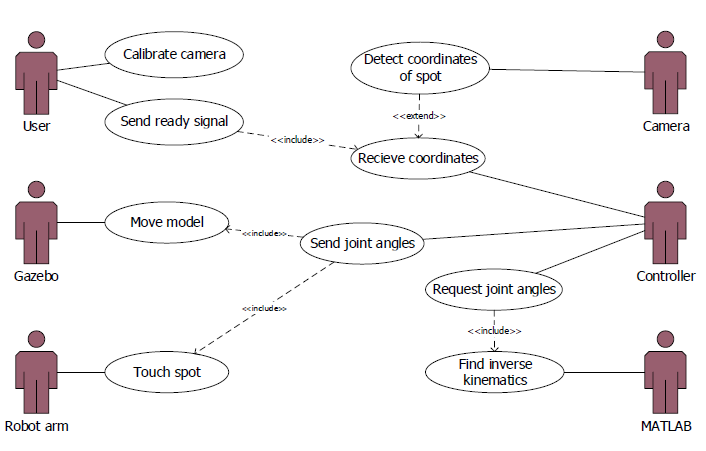 Calibrate camera
Detect coordinates
of spot
User
Send ready signal
<<extend>>
Camera
<<include>>
Recieve coordinates
Move model
<<include>>
Send joint angles
Gazebo
Controller
Request joint angles
<<include>>
<<include>>
Touch spot
Find inverse
kinematics
Robot arm
MATLAB